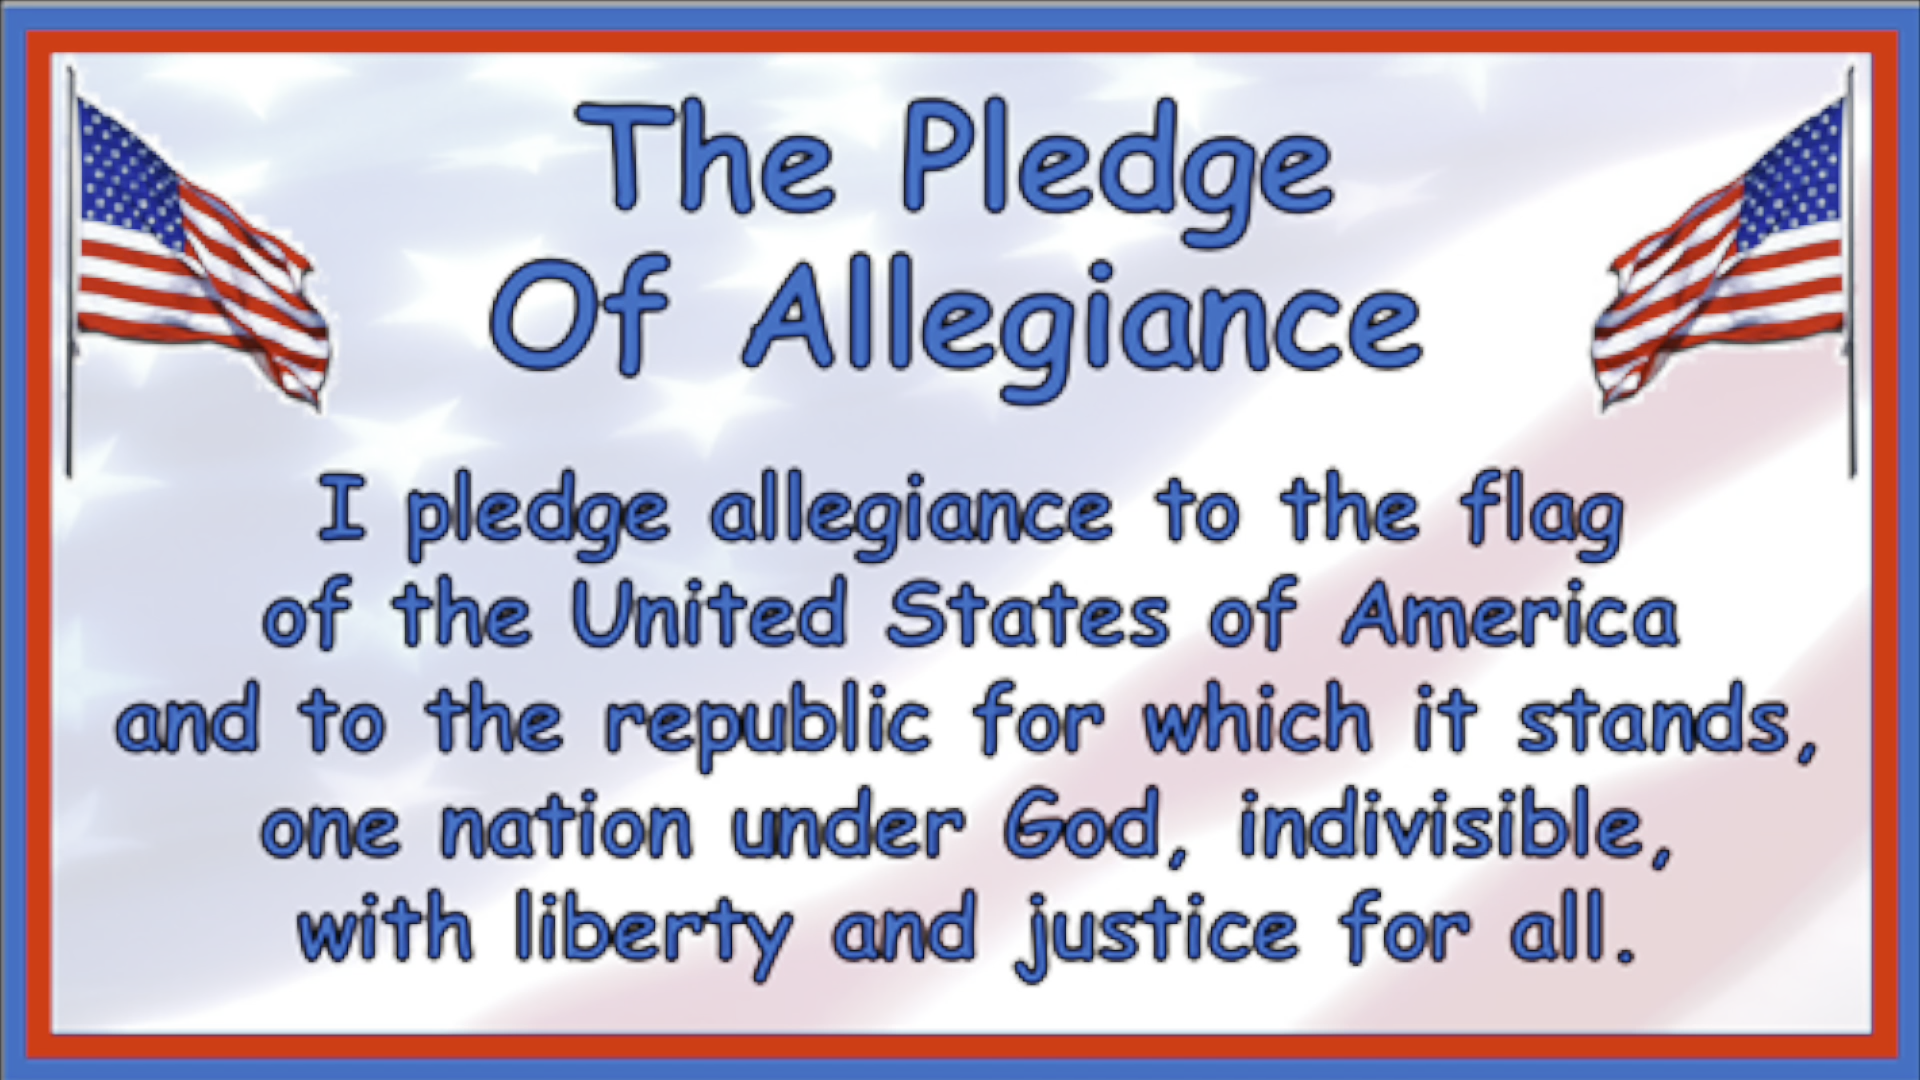 The Pledge
Of Allegiance
I pledge allegiance to the flag
of the United States of America
and to the republic for which it stands,
one nation under God, indivisible,
with liberty and justice for all.